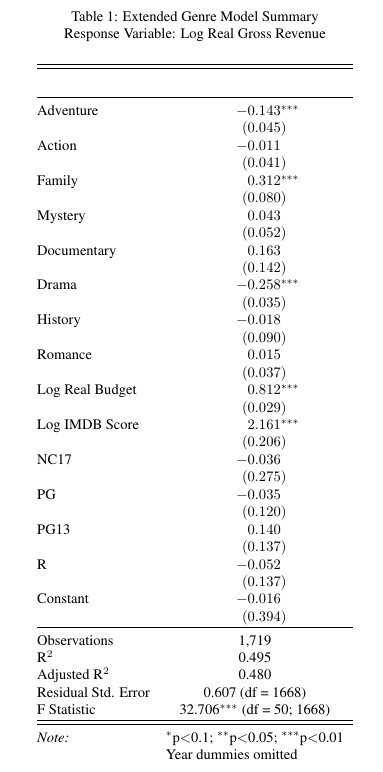 Table 1: Extended Genre Model Summary
Response Variable: Log Real Gross Revenue
Adventure −0.143***
(0.045)
Action −0.011
(0.041)
Family 0.312***
(0.080)
Mystery 0.043
(0.052)
Documentary 0.163
(0.142)
Drama −0.258***
(0.035)
History −0.018
(0.090)
Romance 0.015
(0.037)
Log Real Budget 0.812***
(0.029)
Log IMDB Score 2.161***
(0.206)
NC17 −0.036
(0.275)
PG −0.035
(0.120)
PG13 0.140
(0.137)
R −0.052
(0.137)
Constant −0.016
(0.394)
Observations 1,719
R² 0.495
Adjusted R² 0.480
Residual Std. Error 0.607 (df = 1668)
F Statistic 32.706*** (df = 50; 1668)
Note: *p<0.1; **p<0.05; ***p<0.01
Year dummies omitted